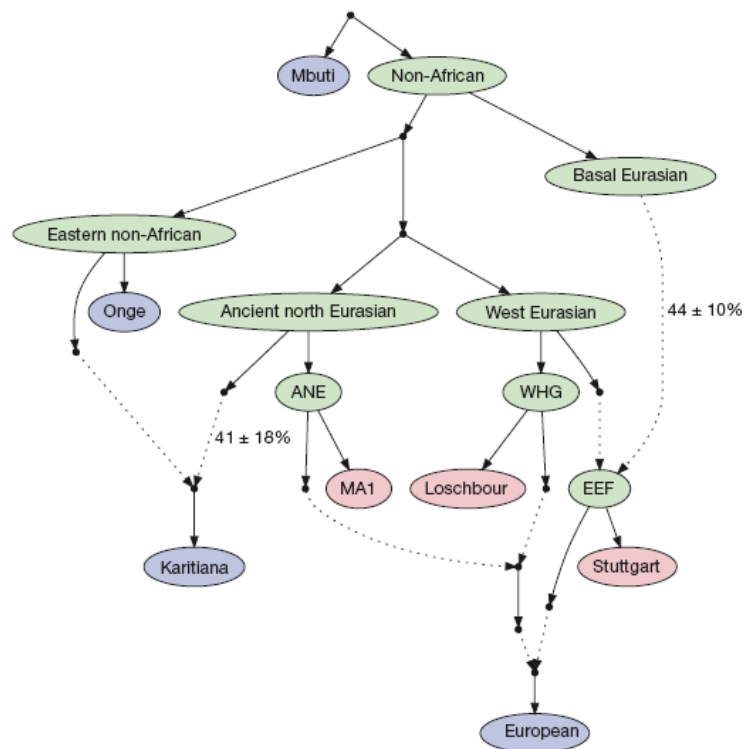 Mbuti
Non-African
Basal Eurasian
Eastern non-African
Onge
Ancient north Eurasian
West Eurasian
44 ± 10%
ANE
WHG
41 ± 18%
MA1
Loschbour
EEF
Karitiana
Stuttgart
European